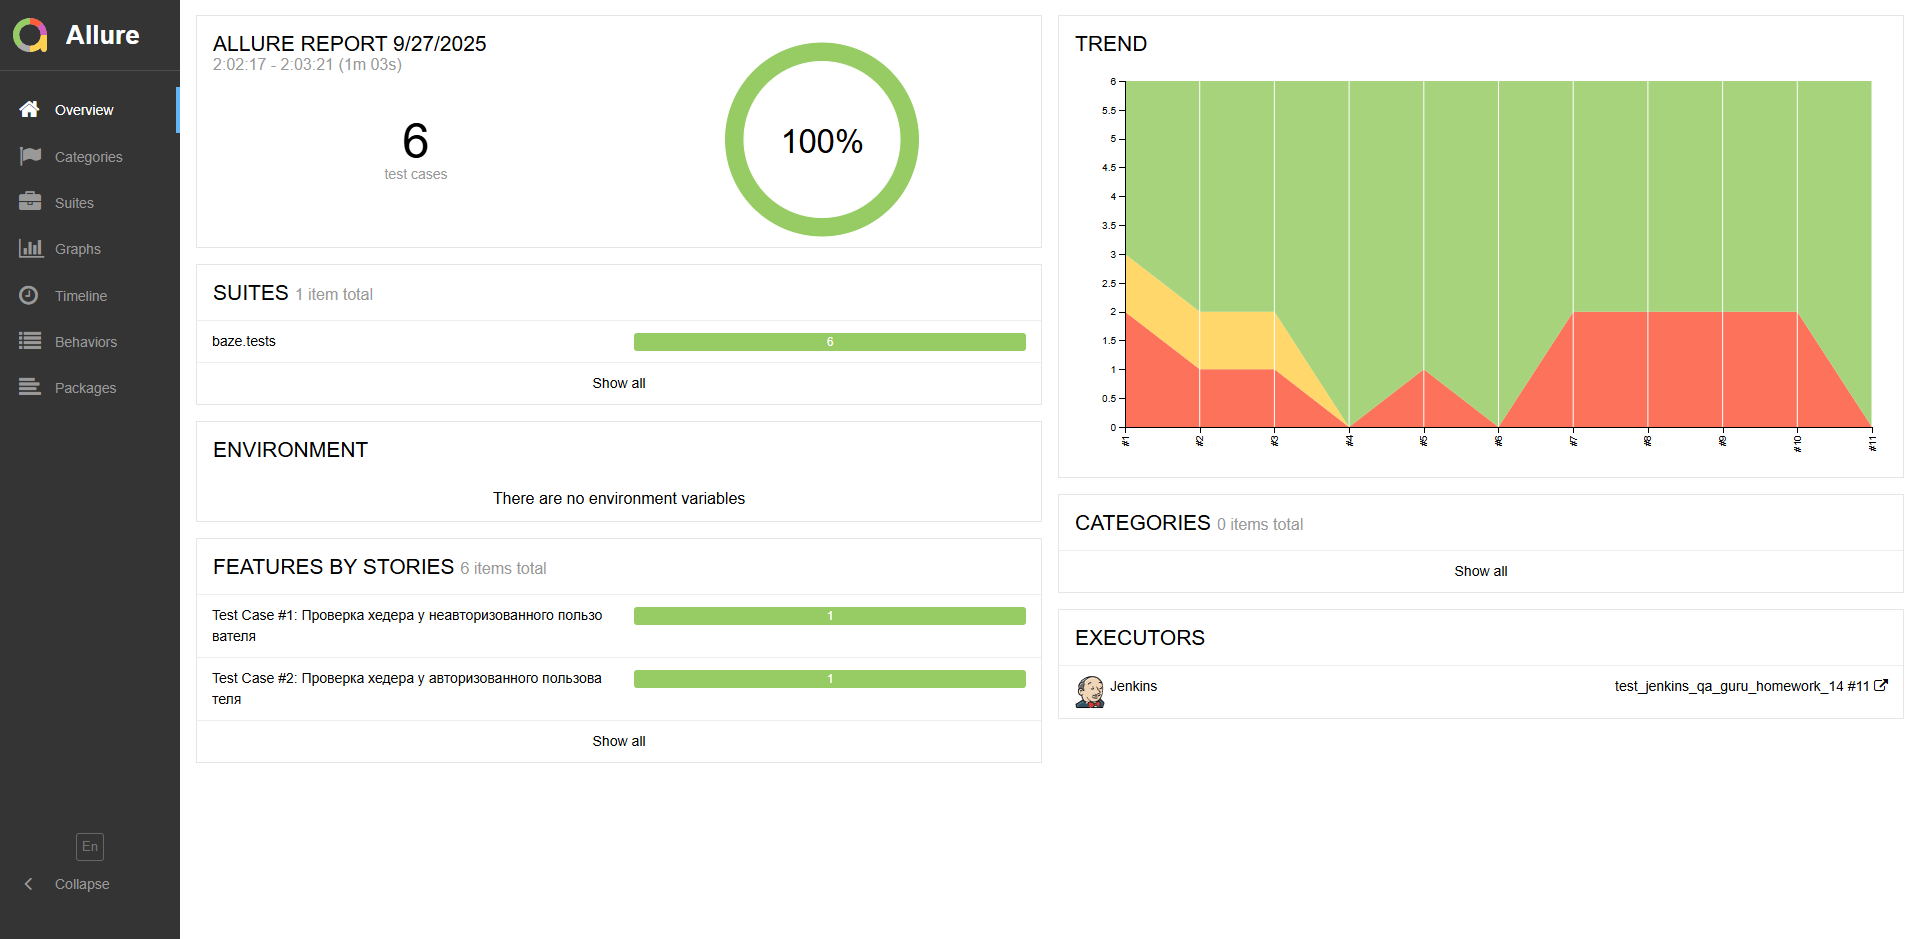 Allure
Overview
Categories
Suites
Graphs
Timeline
Behaviors
Packages
En
Collapse
ALLURE REPORT 9/27/2025
2:02:17 - 2:03:21 (1m 03s)
6
test cases
100%
SUITES 1 item total
baze.tests
6
Show all
ENVIRONMENT
There are no environment variables
FEATURES BY STORIES 6 items total
Test Case #1: Проверка хедера у неавторизованного пользо
вателя
1
Test Case #2: Проверка хедера у авторизованного пользова
теля
1
Show all
TREND
6
5.5
5
4.5
4
3.5
3
2.5
2
1.5
1
0.5
0
#1
#2
#3
#4
#5
#6
#7
#8
#9
#10
#11
CATEGORIES 0 items total
Show all
EXECUTORS
Jenkins
test_jenkins_qa_guru_homework_14 #11